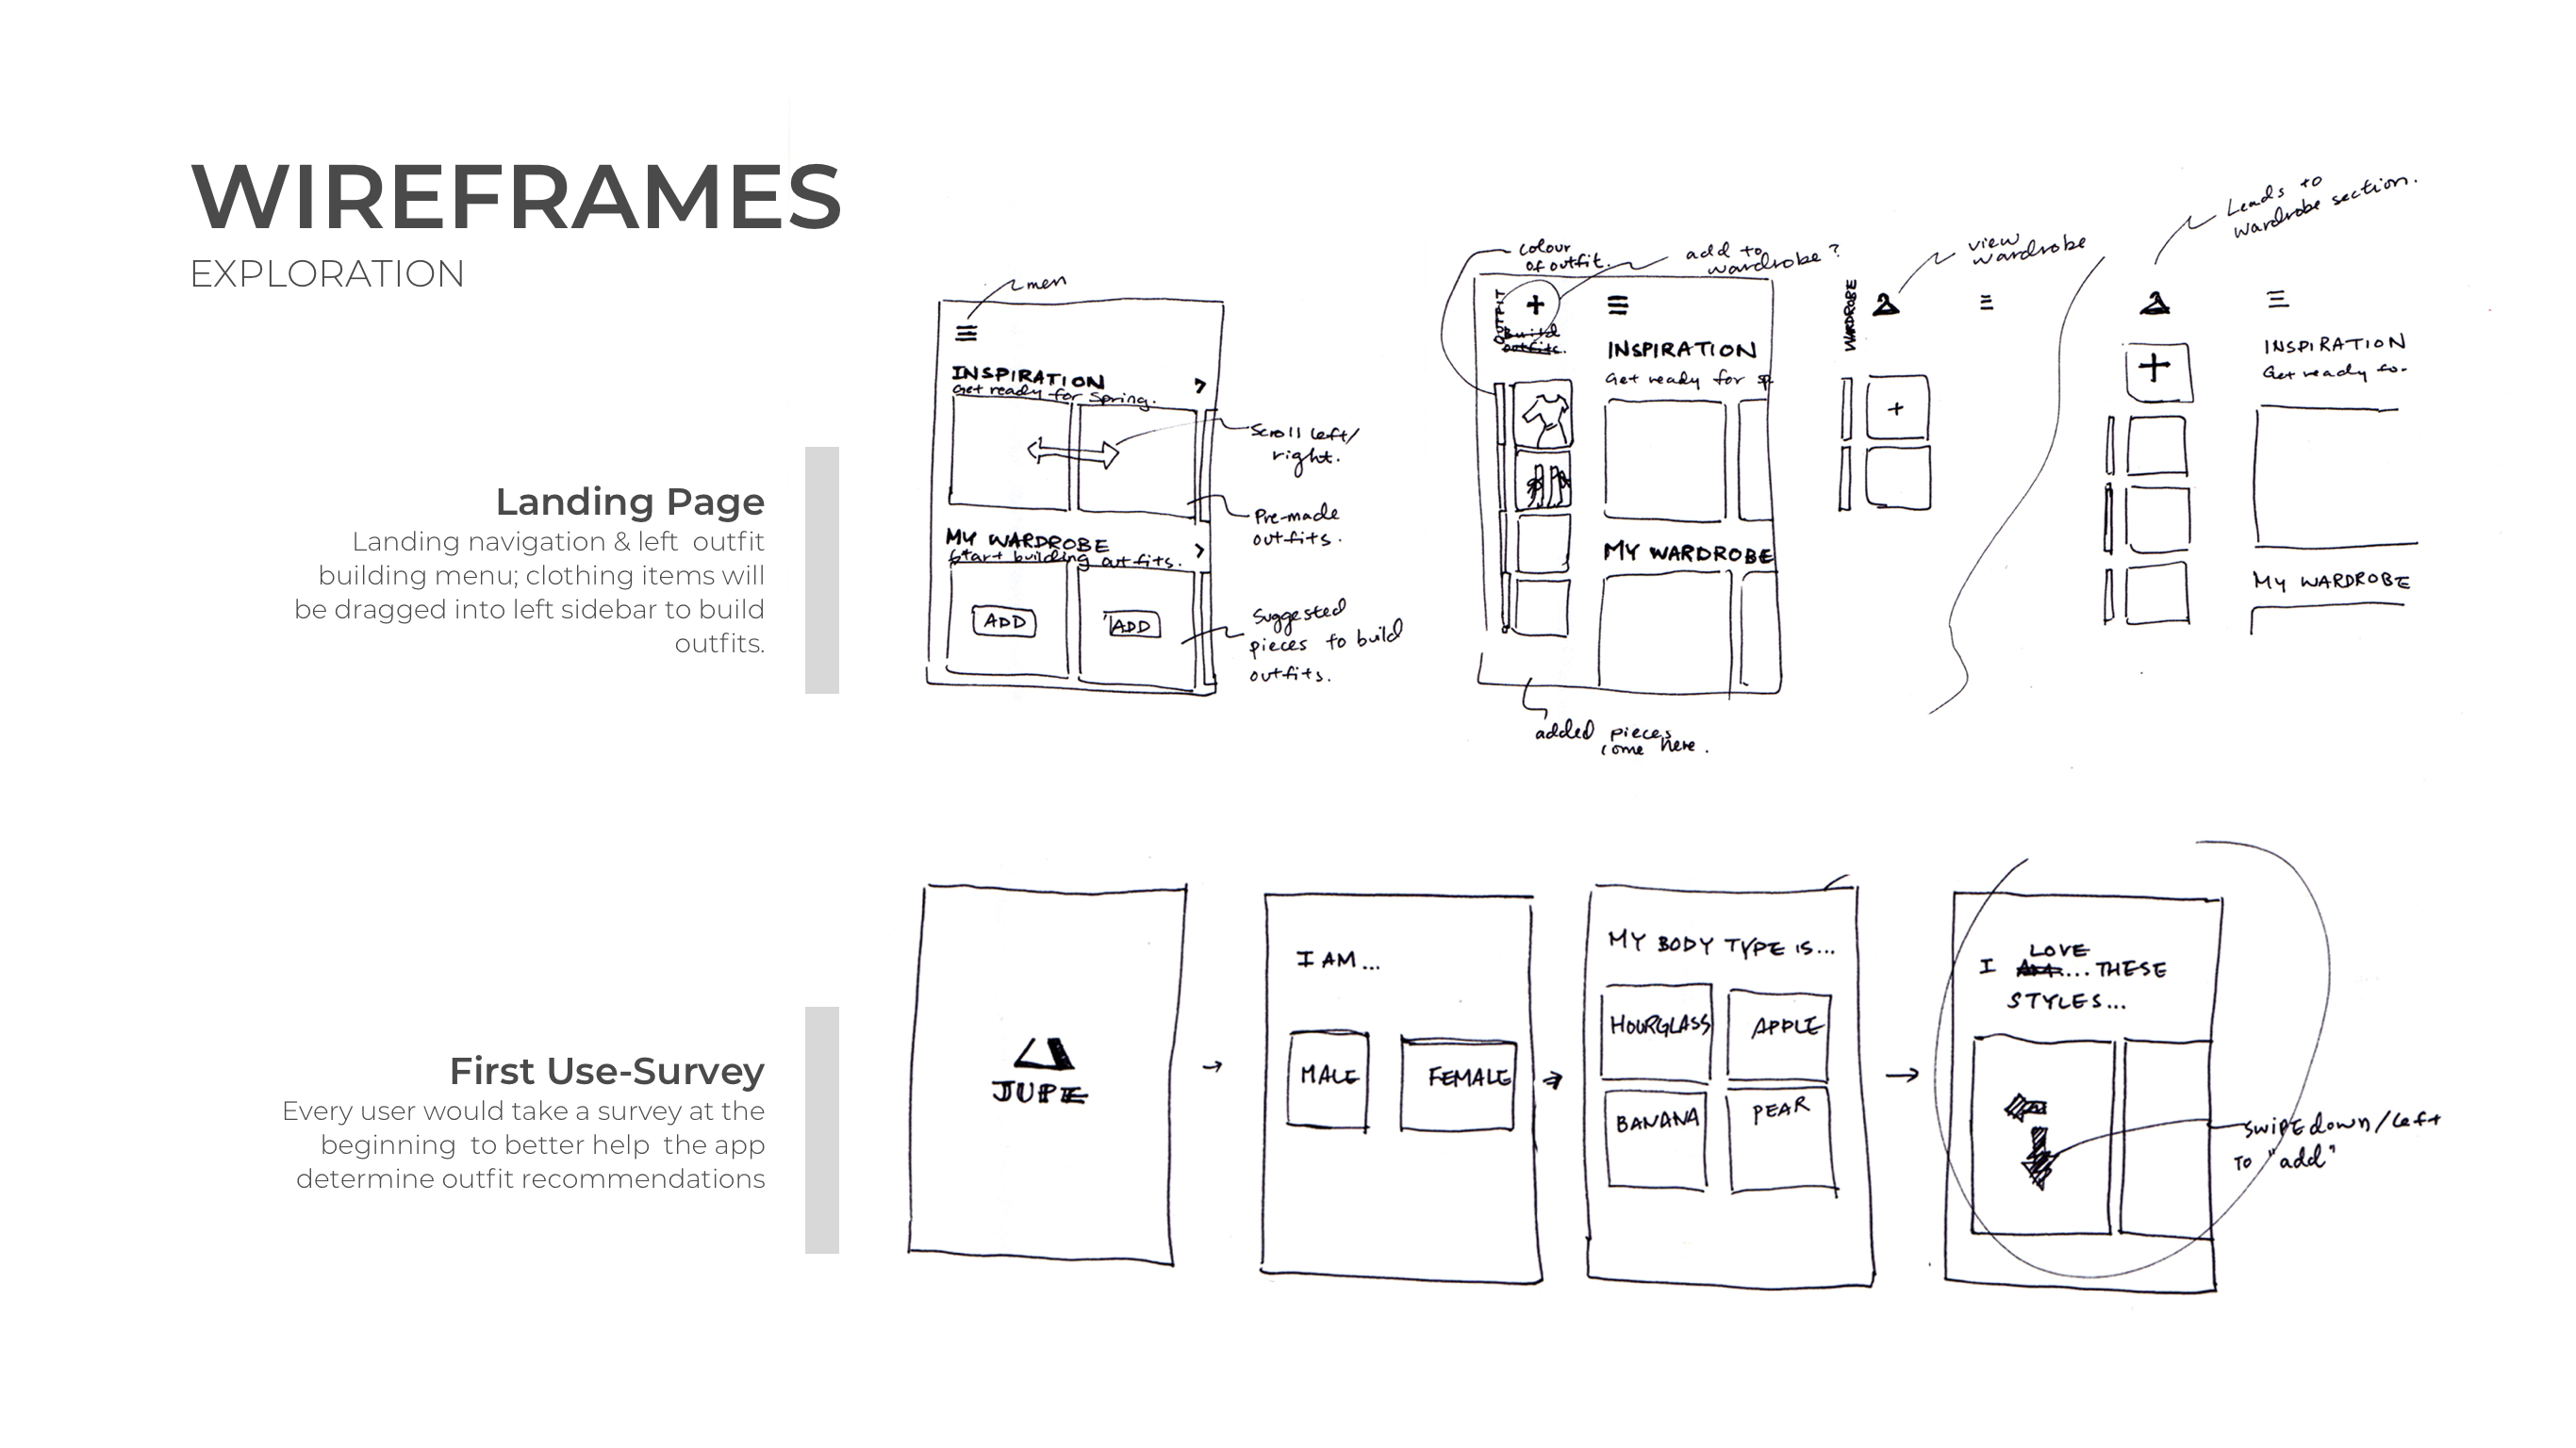 WIREFRAMES
EXPLORATION
Landing Page
Landing navigation & left outfit
building menu; clothing items will
be dragged into left sidebar to build
outfits.
men
INSPIRATION
Get ready for Spring.
MY WARDROBE
Start building outfits.
ADD
ADD
Scroll left/
right.
Pre-made
outfits.
Suggested
pieces to build
outfits.
colour
of outfit.
add to
wardrobe?
OUTFIT
+
Build
outfits.
INSPIRATION
Get ready for sp
MY WARDROBE
added pieces
come here.
WARDROBE
view
wardrobe
+
Leads to
wardrobe section.
+
INSPIRATION
Get ready fo-
MY WARDROBE
First Use-Survey
Every user would take a survey at the
beginning to better help the app
determine outfit recommendations
JUPE
I AM...
MALE
FEMALE
MY BODY TYPE IS...
HOURGLASS
APPLE
BANANA
PEAR
LOVE
I ... THESE
STYLES...
SWIPE down/left
TO "add"